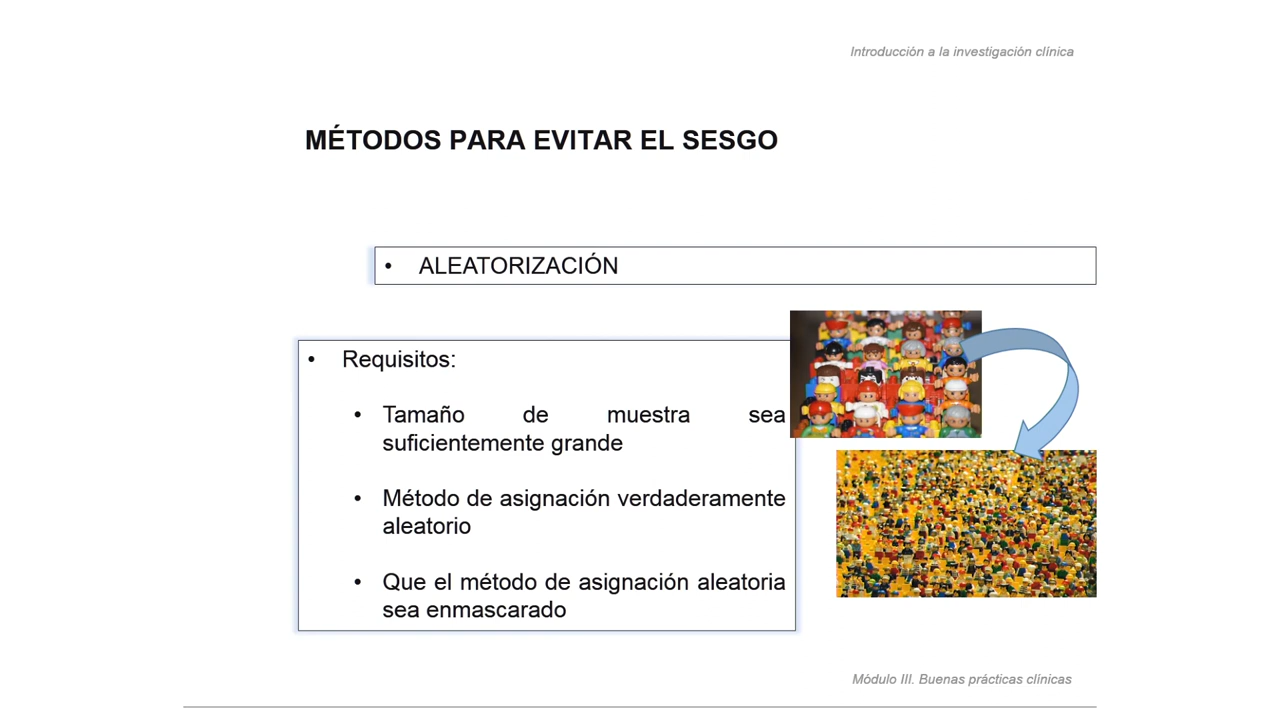 Introducción a la investigación clínica
MÉTODOS PARA EVITAR EL SESGO
• ALEATORIZACIÓN
• Requisitos:
• Tamaño de muestra sea
suficientemente grande
• Método de asignación verdaderamente
aleatorio
• Que el método de asignación aleatoria
sea enmascarado
Módulo III. Buenas prácticas clínicas